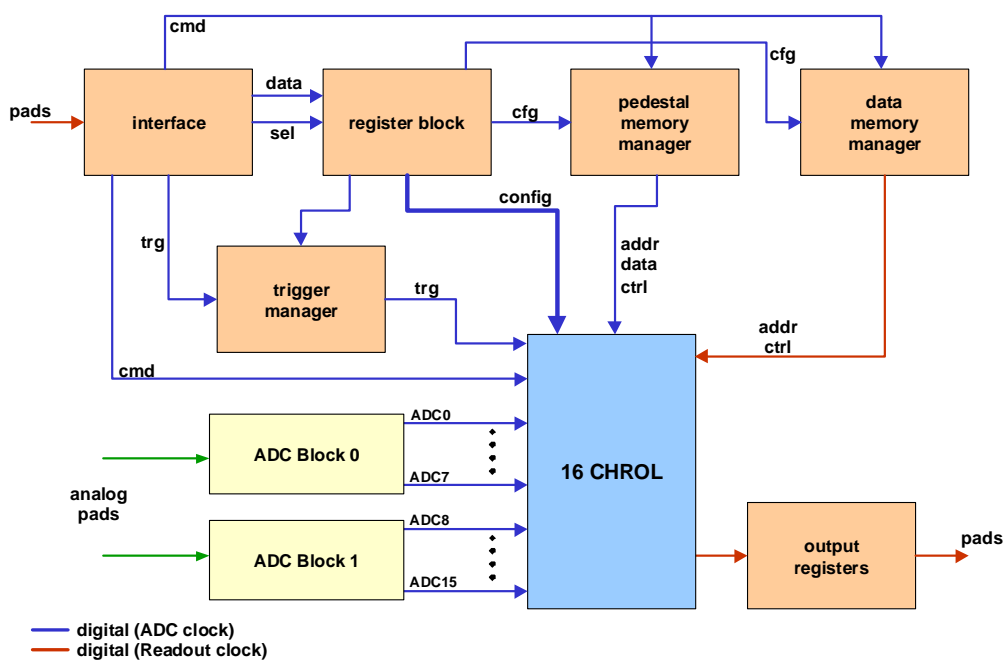 cmd
cfg
pads
interface
data
sel
register block
cfg
pedestal
memory
manager
data
memory
manager
config
trg
trigger
manager
trg
addr
data
ctrl
addr
ctrl
cmd
ADC0
ADC Block 0
ADC7
analog
pads
ADC8
ADC Block 1
ADC15
16 CHROL
output
registers
pads
digital (ADC clock)
digital (Readout clock)